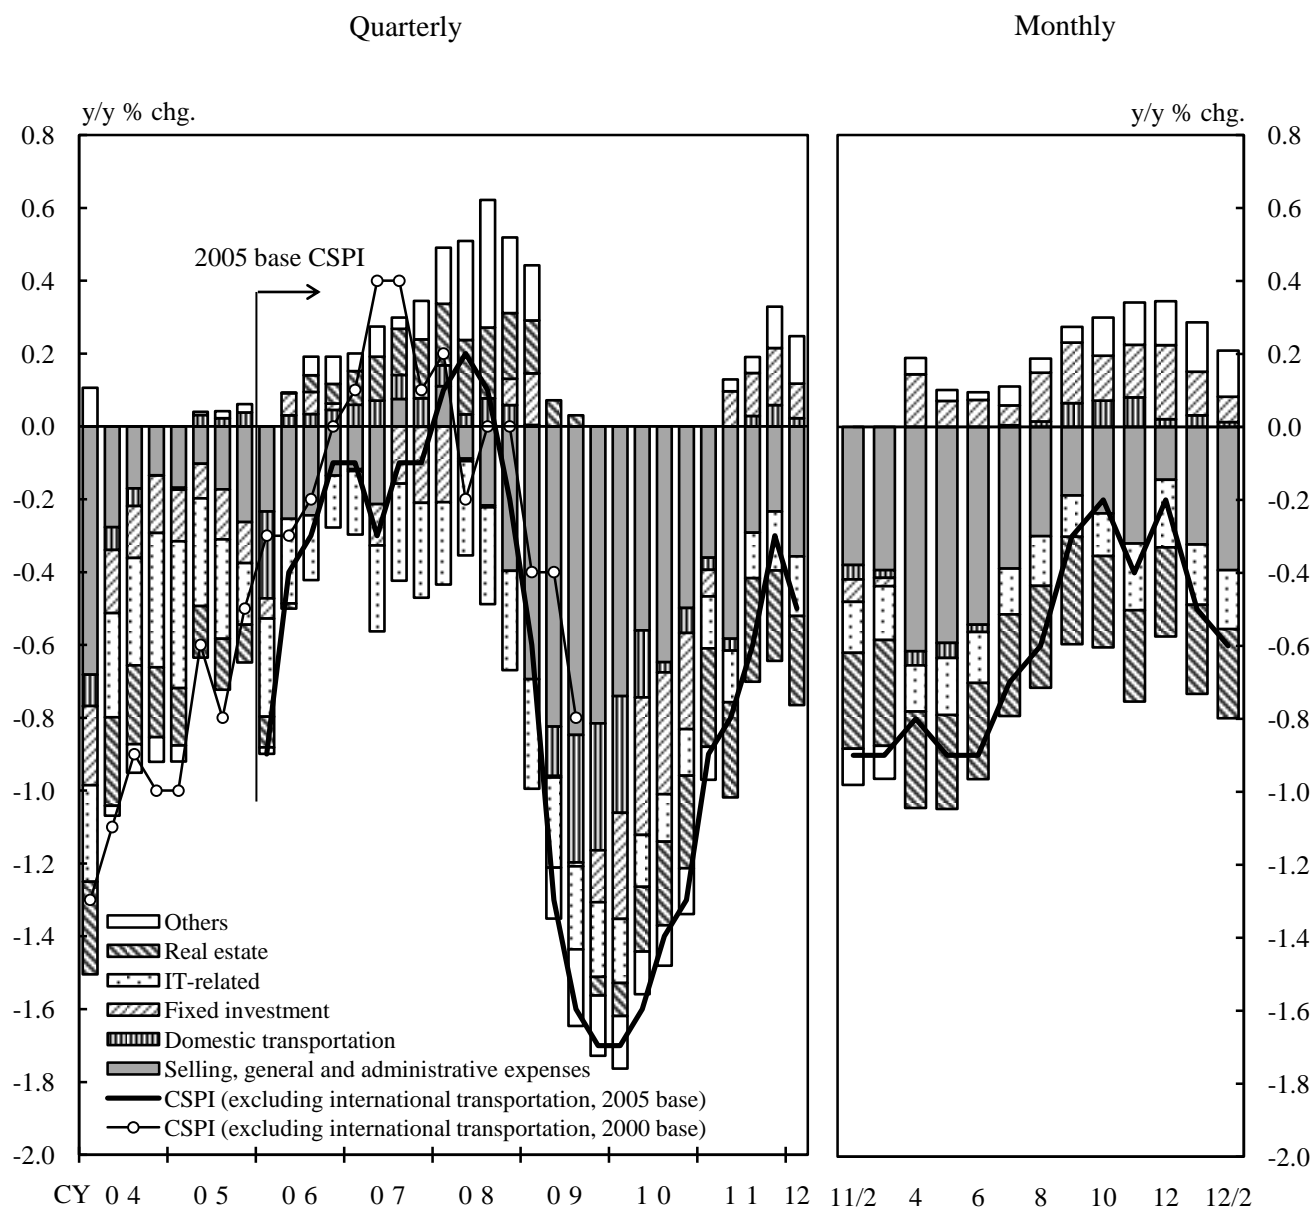 Quarterly
Monthly
y/y % chg.
y/y % chg.
0.8
0.6
0.4
0.2
0.0
-0.2
-0.4
-0.6
-0.8
-1.0
-1.2
-1.4
-1.6
-1.8
-2.0
2005 base CSPI
Others
Real estate
IT-related
Fixed investment
Domestic transportation
Selling, general and administrative expenses
CSPI (excluding international transportation, 2005 base)
CSPI (excluding international transportation, 2000 base)
CY 04 05 06 07 08 09 10 11 12
0.8
0.6
0.4
0.2
0.0
-0.2
-0.4
-0.6
-0.8
-1.0
-1.2
-1.4
-1.6
-1.8
-2.0
11/2 4 6 8 10 12 12/2